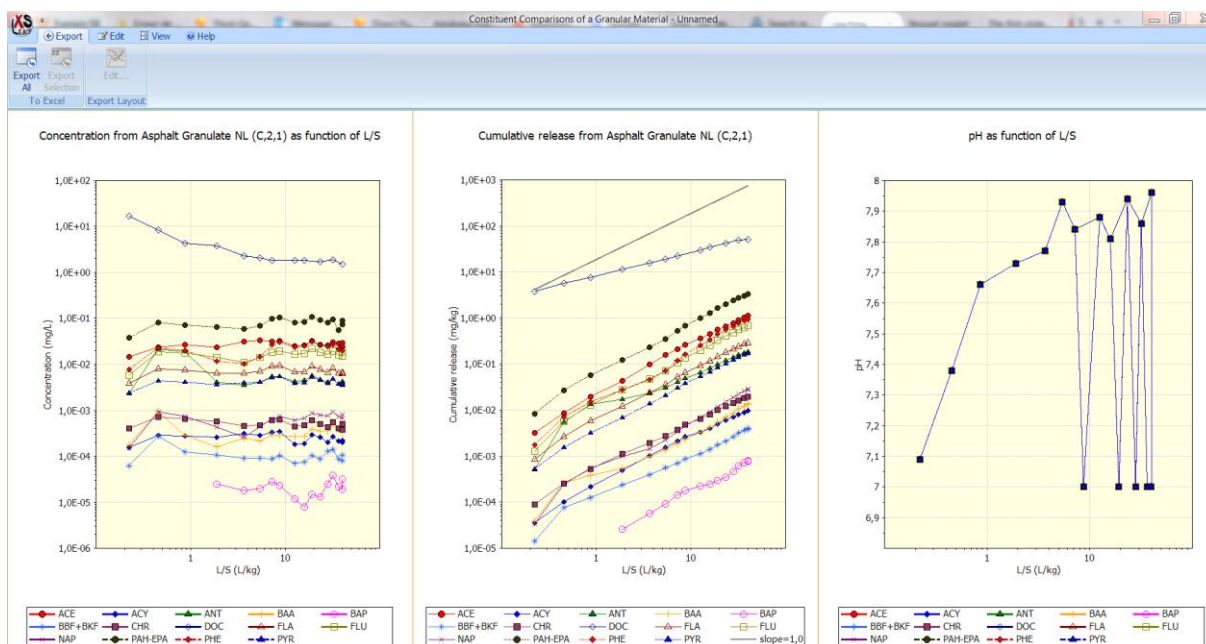 XS
LEACH
Constituent Comparisons of a Granular Material - Unnamed
Export Edit View Help
Export All
Export Selection
Edit...
To Excel
Export Layout
Concentration from Asphalt Granulate NL (C,2,1) as function of L/S
1,0E+02
1,0E+01
1,0E+00
1,0E-01
1,0E-02
1,0E-03
1,0E-04
1,0E-05
1,0E-06
Concentration (mg/L)
1 10
L/S (L/kg)
ACE ACY ANT BAA BAP
BBF+BKF CHR DOC FLA FLU
NAP PAH-EPA PHE PYR
Cumulative release from Asphalt Granulate NL (C,2,1)
1,0E+03
1,0E+02
1,0E+01
1,0E+00
1,0E-01
1,0E-02
1,0E-03
1,0E-04
1,0E-05
Cumulative release (mg/kg)
1 10
L/S (L/kg)
ACE ACY ANT BAA BAP
BBF+BKF CHR DOC FLA FLU
NAP PAH-EPA PHE PYR slope=1,0
pH as function of L/S
8
7,9
7,8
7,7
7,6
7,5
7,4
7,3
7,2
7,1
7
6,9
pH
1 10
L/S (L/kg)
ACE ACY ANT BAA BAP
BBF+BKF CHR DOC FLA FLU
NAP PAH-EPA PHE PYR